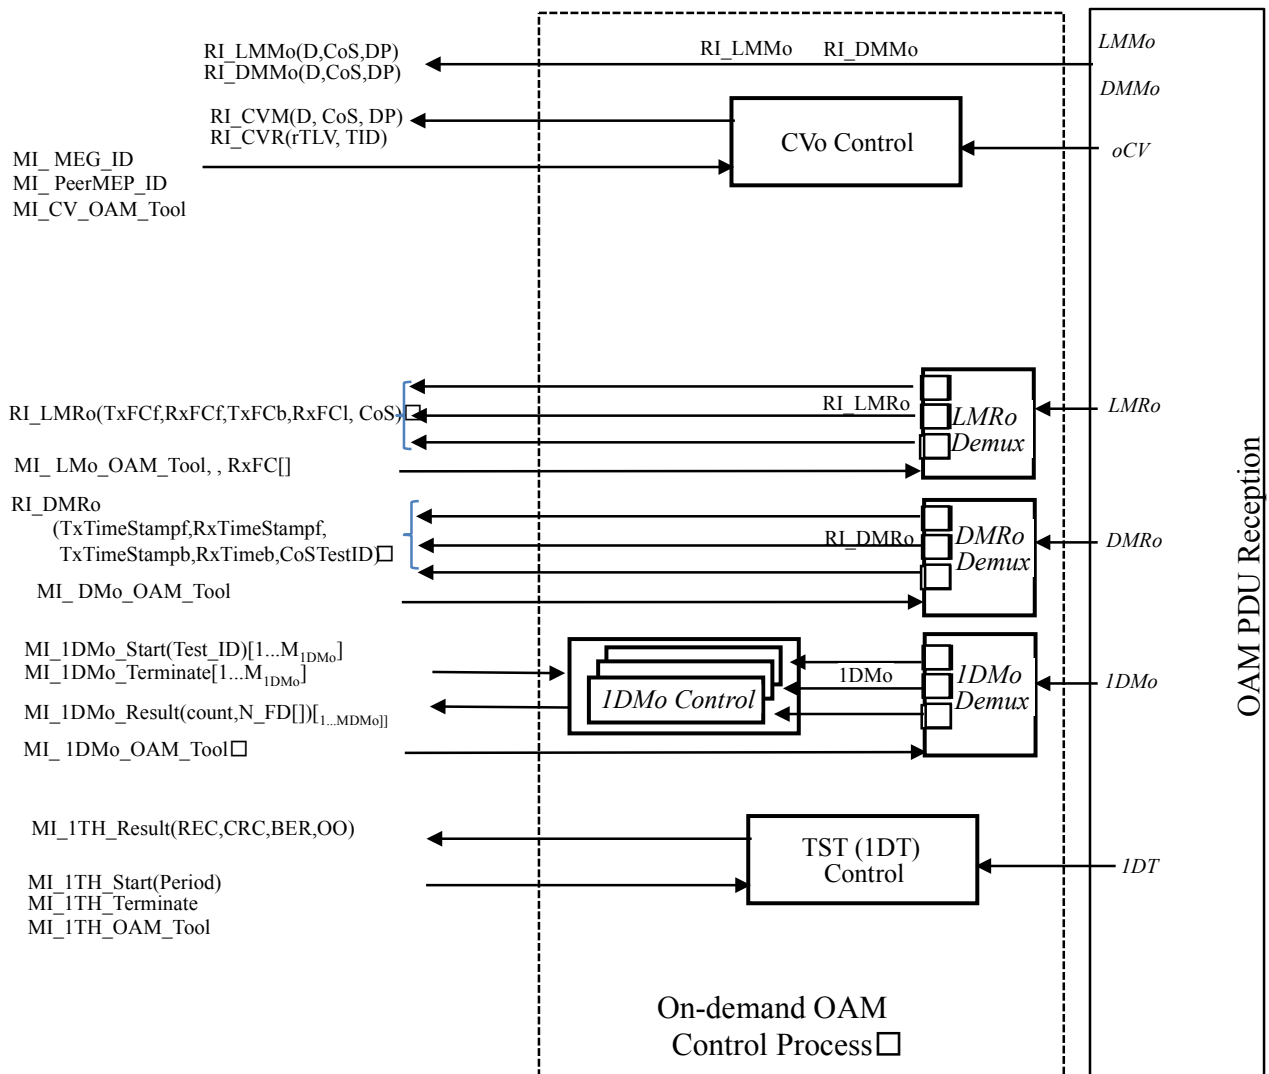 RI_LMMo(D,CoS,DP)
RI_DMMo(D,CoS,DP)
RI_LMMo RI_DMMo
LMMo
DMMo
RI_CVM(D, CoS, DP)
RI_CVR(rTLV, TID)
CVo Control
oCV
MI_ MEG_ID
MI_ PeerMEP_ID
MI_CV_OAM_Tool
RI_LMRo(TxFCf,RxFCf,TxFCb,RxFCl, CoS)□
RI_LMRo
LMRo
Demux
LMRo
MI_ LMo_OAM_Tool, , RxFC[]
RI_DMRo
(TxTimeStampf,RxTimeStampf,
TxTimeStampb,RxTimeb,CoSTestID)□
RI_DMRo
DMRo
Demux
DMRo
MI_ DMo_OAM_Tool
MI_1DMo_Start(Test_ID)[1...M1DMo]
MI_1DMo_Terminate[1...M1DMo]
1DMo Control
1DMo
1DMo
Demux
1DMo
MI_1DMo_Result(count,N_FD[])[1...MDMo]]
MI_ 1DMo_OAM_Tool□
MI_1TH_Result(REC,CRC,BER,OO)
TST (1DT)
Control
1DT
MI_1TH_Start(Period)
MI_1TH_Terminate
MI_1TH_OAM_Tool
On-demand OAM
Control Process□
OAM PDU Reception